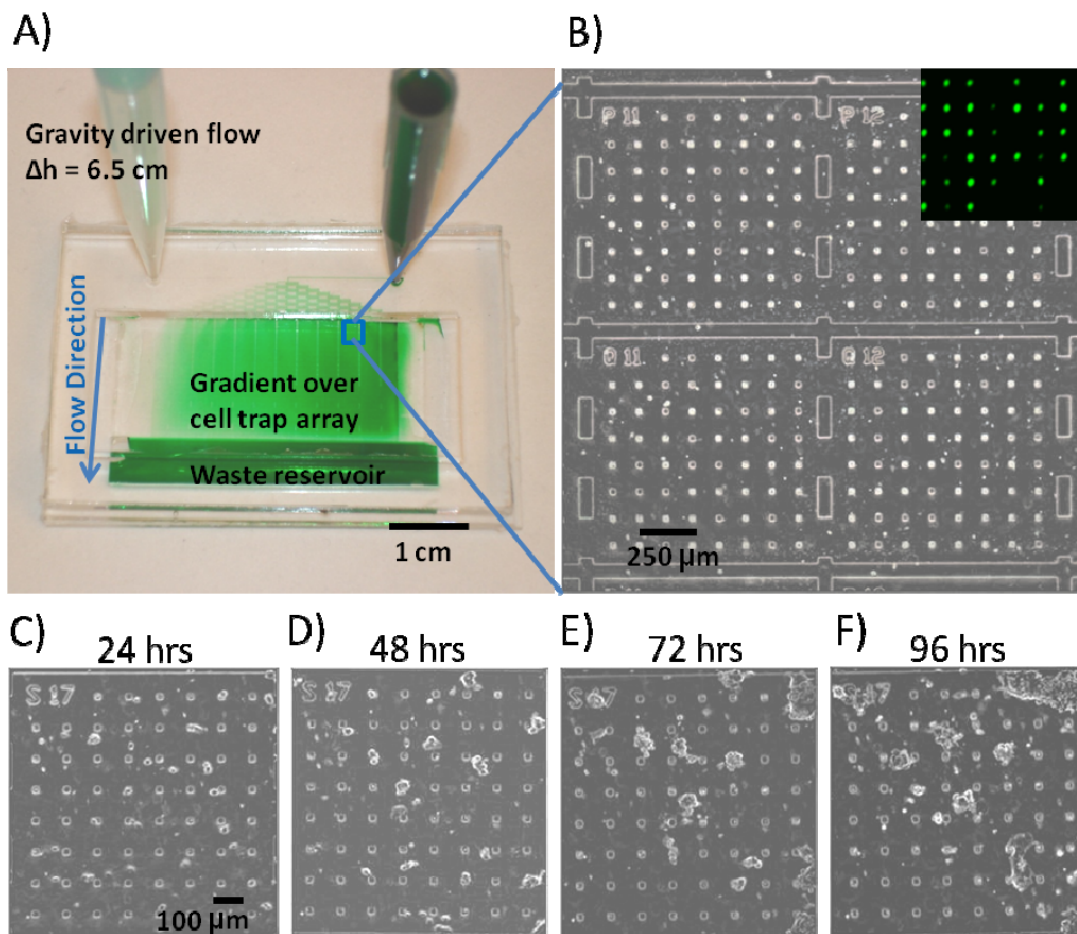 A)
B)
Gravity driven flow
Δh = 6.5 cm
Flow Direction
Gradient over
cell trap array
Waste reservoir
1 cm
P 11
P 12
Q 11
Q 12
250 µm
C)
24 hrs
D)
48 hrs
E)
72 hrs
F)
96 hrs
S 17
S 17
S 17
100 µm